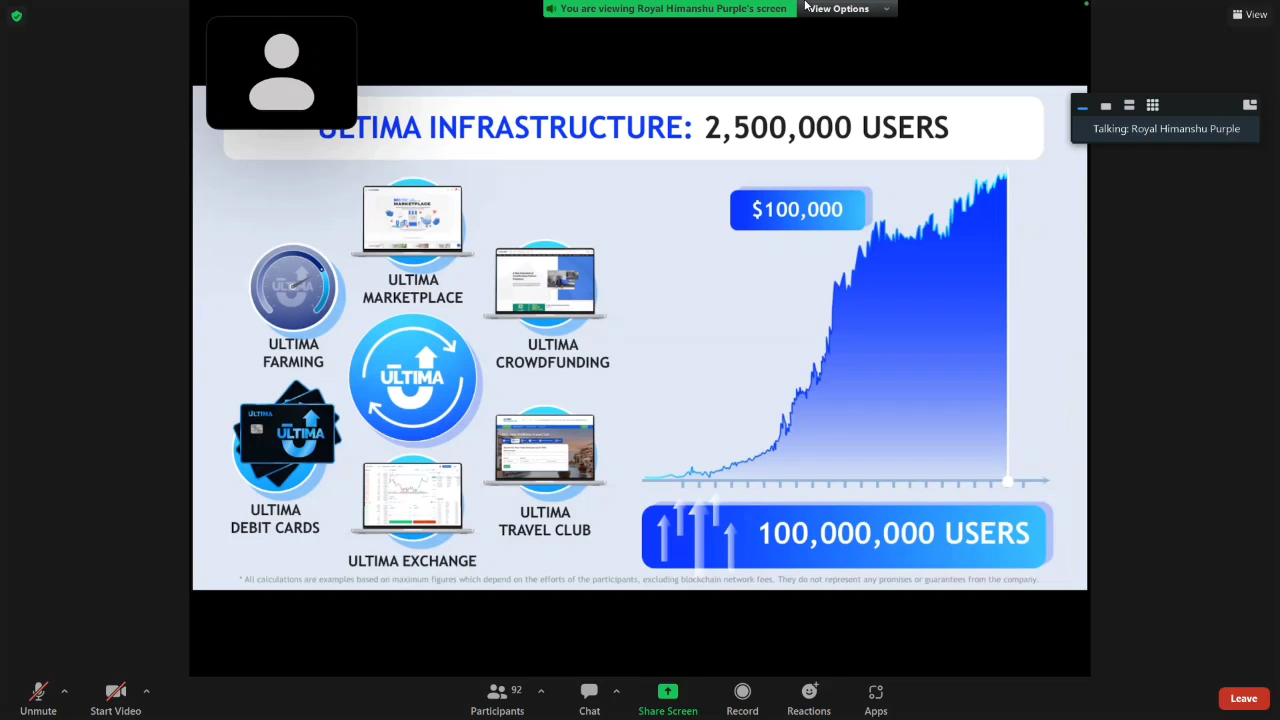 You are viewing Royal Himanshu Purple's screen
View Options
View
Talking: Royal Himanshu Purple
ULTIMA INFRASTRUCTURE: 2,500,000 USERS
$100,000
MARKETPLACE
ULTIMA
MARKETPLACE
ULTIMA
ULTIMA
FARMING
ULTIMA
CROWDFUNDING
ULTIMA
ULTIMA
ULTIMA
ULTIMA
DEBIT CARDS
ULTIMA
TRAVEL CLUB
ULTIMA EXCHANGE
100,000,000 USERS
* All calculations are examples based on maximum figures which depend on the efforts of the participants, excluding blockchain network fees. They do not represent any promises or guarantees from the company.
Unmute
Start Video
92
Participants
Chat
Share Screen
Record
Reactions
Apps
Leave